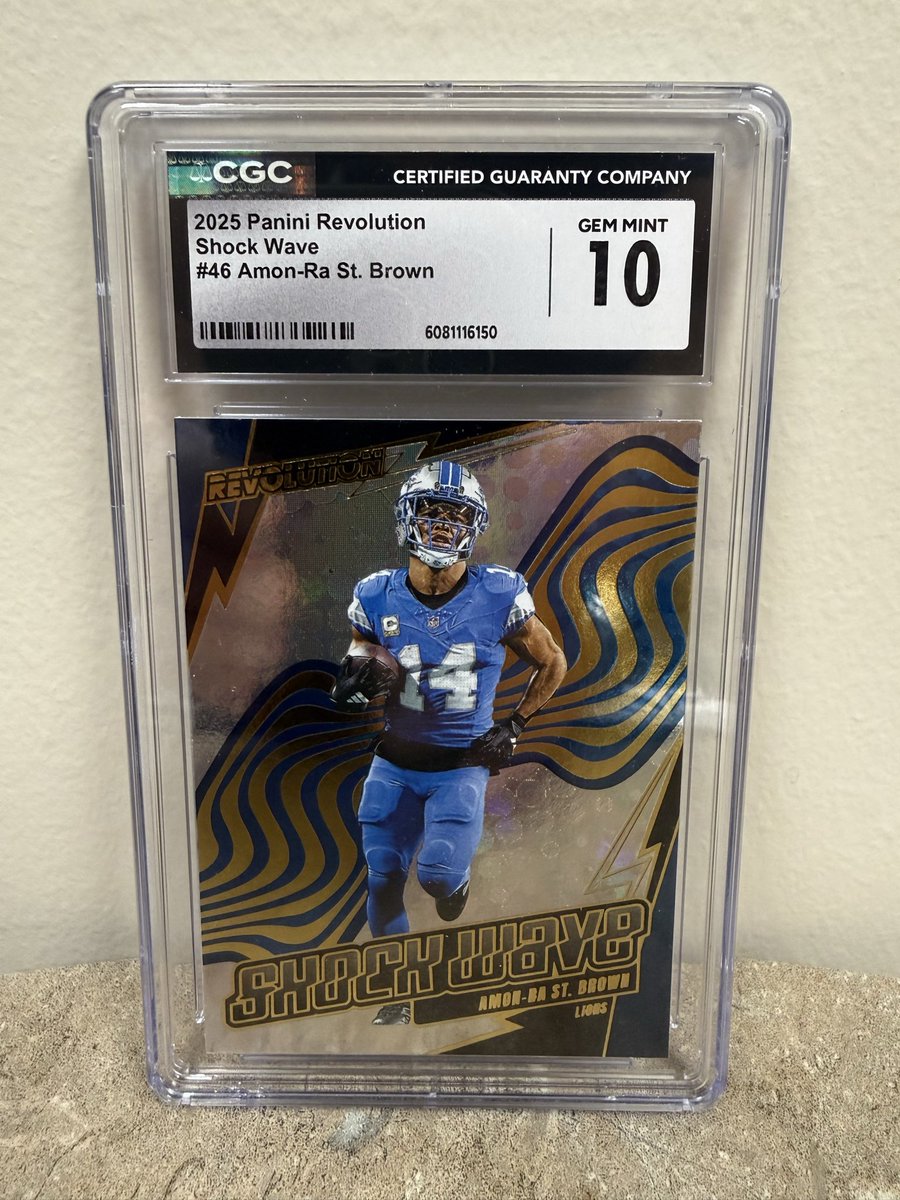 CGC
CERTIFIED GUARANTY COMPANY
2025 Panini Revolution
Shock Wave
#46 Amon-Ra St. Brown
GEM MINT
10
6081116150
REVOLUTION
14
C
SHOCK WAVE
AMON-RA ST. BROWN
LIONS